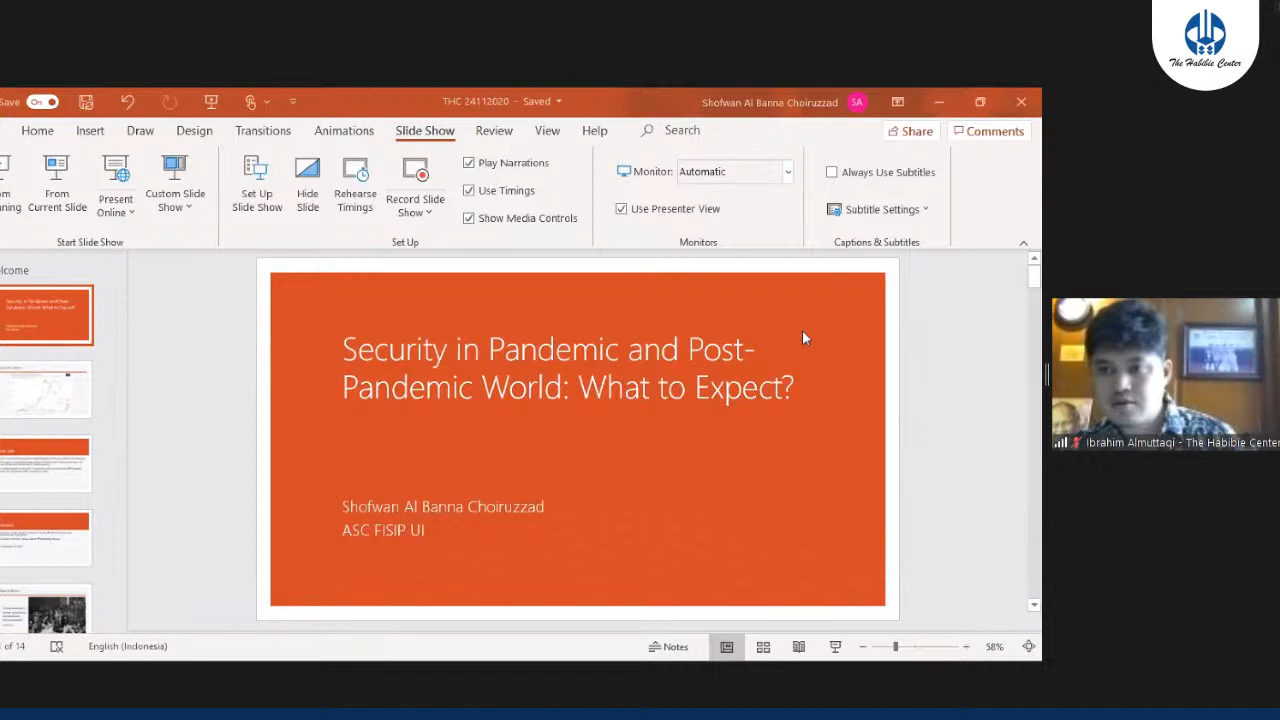 The Habibie Center
Save On THC 24112020 - Saved Shofwan Al Banna Choiruzzad SA
Home Insert Draw Design Transitions Animations Slide Show Review View Help Search Share Comments
From
Current Slide
Present
Online
Custom Slide
Show
Set Up
Slide Show
Hide
Slide
Rehearse
Timings
Record Slide
Show
Play Narrations
Use Timings
Show Media Controls
Monitor: Automatic
Use Presenter View
Always Use Subtitles
Subtitle Settings
Start Slide Show Set Up Monitors Captions & Subtitles
Security in Pandemic and Post-
Pandemic World: What to Expect?
Shofwan Al Banna Choiruzzad
ASC FISIP UI
Ibrahim Almuttaqi - The Habibie Center
of 14 English (Indonesia) Notes 58%